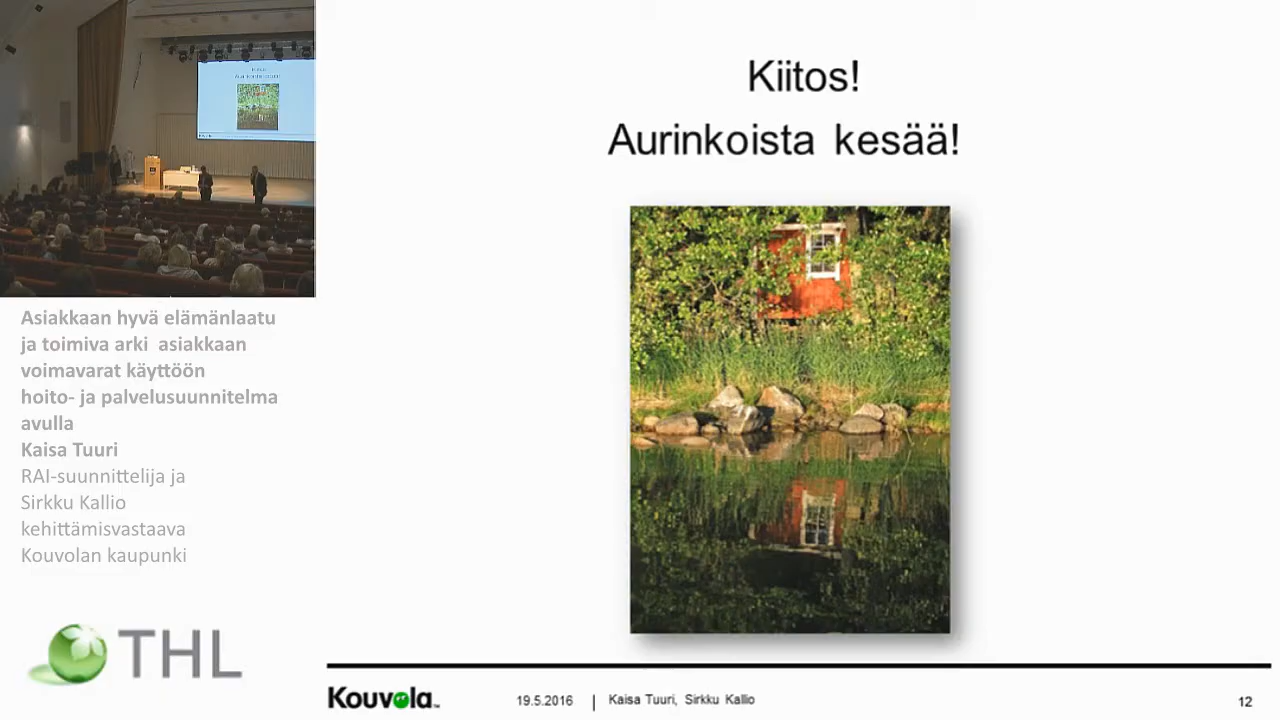 Asiakkaan hyvä elämänlaatu
ja toimiva arki asiakkaan
voimavarat käyttöön
hoito- ja palvelusuunnitelma
avulla
Kaisa Tuuri
RAI-suunnittelija ja
Sirkku Kallio
kehittämisvastaava
Kouvolan kaupunki
THL
Kiitos!
Aurinkoista kesää!
Kouvola™
19.5.2016 | Kaisa Tuuri, Sirkku Kallio
12